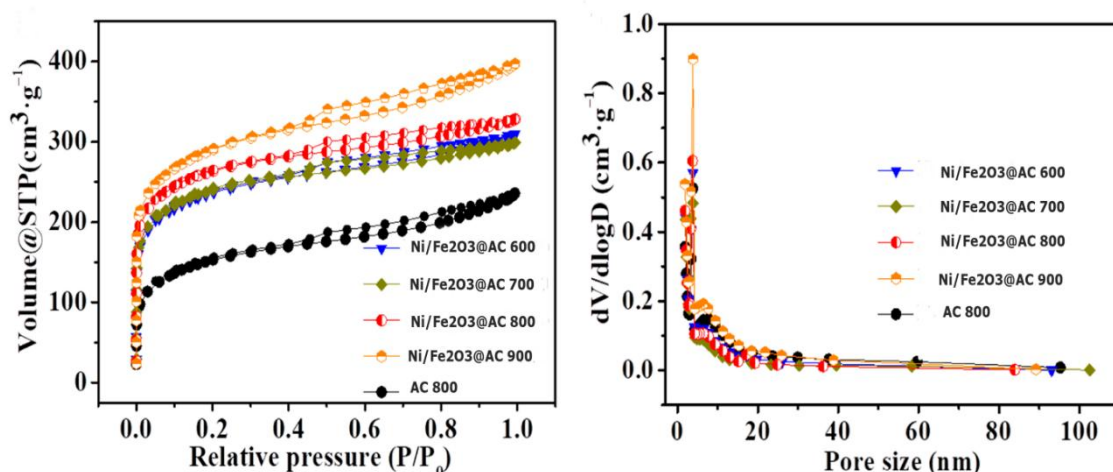 400
300
200
100
0
Volume@STP(cm³·g⁻¹)
Ni/Fe2O3@AC 600
Ni/Fe2O3@AC 700
Ni/Fe2O3@AC 800
Ni/Fe2O3@AC 900
AC 800
0.0 0.2 0.4 0.6 0.8 1.0
Relative pressure (P/P₀)
1.0
0.8
0.6
0.4
0.2
0.0
dV/dlogD (cm³·g⁻¹)
Ni/Fe2O3@AC 600
Ni/Fe2O3@AC 700
Ni/Fe2O3@AC 800
Ni/Fe2O3@AC 900
AC 800
0 20 40 60 80 100
Pore size (nm)